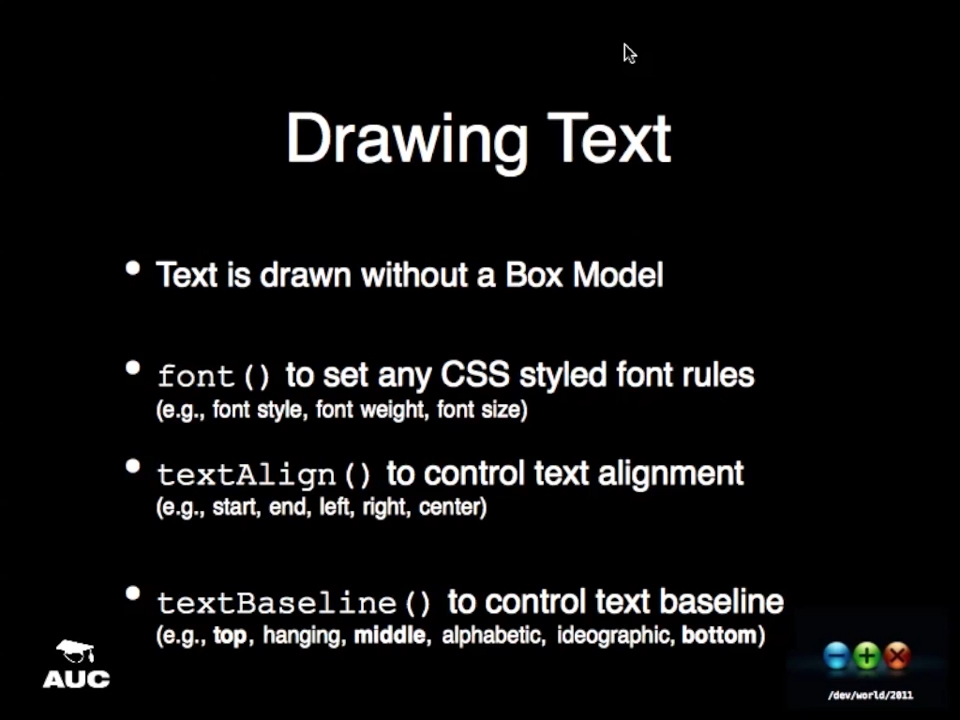 Drawing Text
• Text is drawn without a Box Model
• font() to set any CSS styled font rules
(e.g., font style, font weight, font size)
• textAlign() to control text alignment
(e.g., start, end, left, right, center)
• textBaseline() to control text baseline
(e.g., top, hanging, middle, alphabetic, ideographic, bottom)
AUC
/dev/world/2011